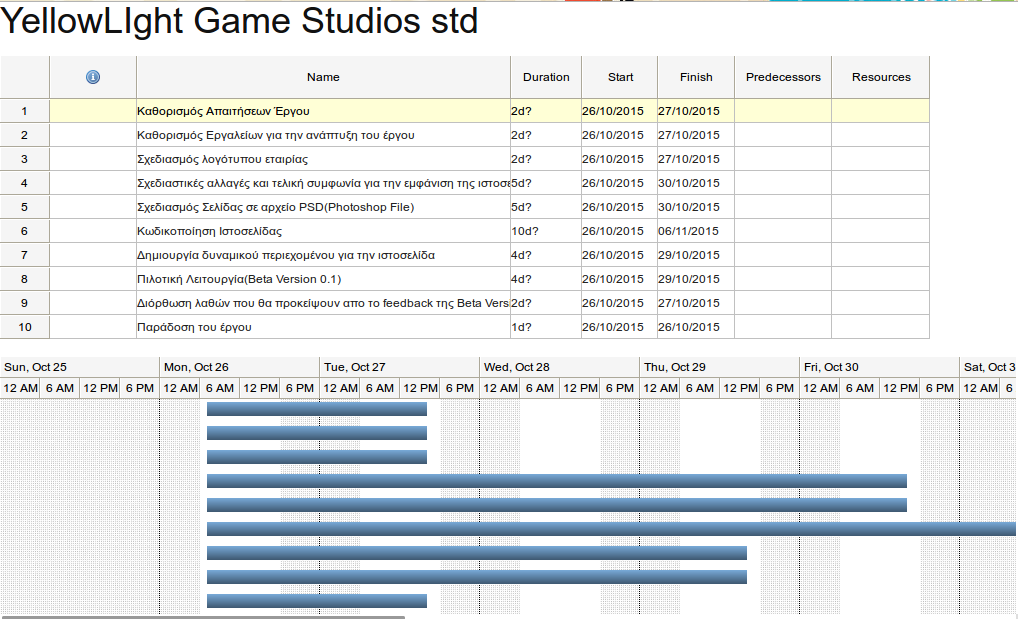 YellowLIght Game Studios std
Name Duration Start Finish Predecessors Resources
1 Καθορισμός Απαιτήσεων Έργου 2d? 26/10/2015 27/10/2015
2 Καθορισμός Εργαλείων για την ανάπτυξη του έργου 2d? 26/10/2015 27/10/2015
3 Σχεδιασμός λογότυπου εταιρίας 2d? 26/10/2015 27/10/2015
4 Σχεδιαστικές αλλαγές και τελική συμφωνία για την εμφάνιση της ιστοσε 5d? 26/10/2015 30/10/2015
5 Σχεδιασμός Σελίδας σε αρχείο PSD(Photoshop File) 5d? 26/10/2015 30/10/2015
6 Κωδικοποίηση Ιστοσελίδας 10d? 26/10/2015 06/11/2015
7 Δημιουργία δυναμικού περιεχομένου για την ιστοσελίδα 4d? 26/10/2015 29/10/2015
8 Πιλοτική Λειτουργία(Beta Version 0.1) 4d? 26/10/2015 29/10/2015
9 Διόρθωση λαθών που θα προκείψουν απο το feedback της Beta Vers 2d? 26/10/2015 27/10/2015
10 Παράδοση του έργου 1d? 26/10/2015 26/10/2015
Sun, Oct 25 Mon, Oct 26 Tue, Oct 27 Wed, Oct 28 Thu, Oct 29 Fri, Oct 30 Sat, Oct 3
12 AM 6 AM 12 PM 6 PM 12 AM 6 AM 12 PM 6 PM 12 AM 6 AM 12 PM 6 PM 12 AM 6 AM 12 PM 6 PM 12 AM 6 AM 12 PM 6 PM 12 AM 6 AM 12 PM 6 PM 12 AM 6